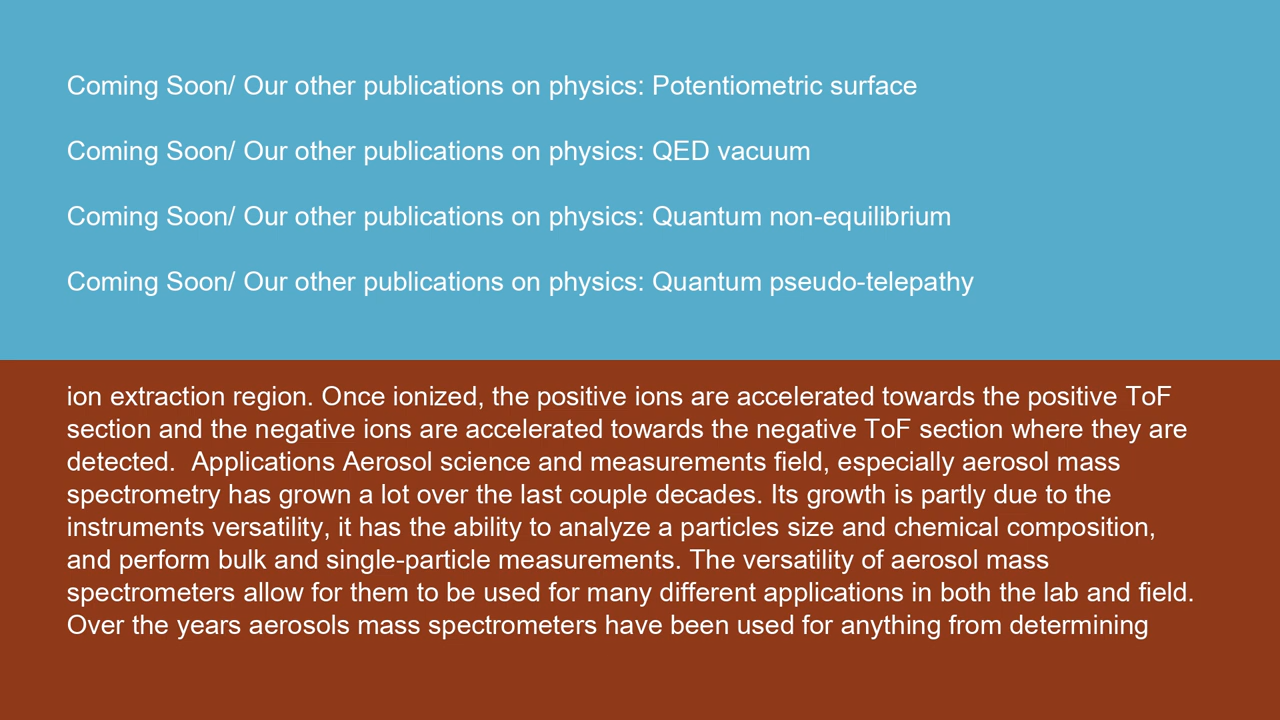 Coming Soon/ Our other publications on physics: Potentiometric surface
Coming Soon/ Our other publications on physics: QED vacuum
Coming Soon/ Our other publications on physics: Quantum non-equilibrium
Coming Soon/ Our other publications on physics: Quantum pseudo-telepathy
ion extraction region. Once ionized, the positive ions are accelerated towards the positive ToF
section and the negative ions are accelerated towards the negative ToF section where they are
detected.  Applications Aerosol science and measurements field, especially aerosol mass
spectrometry has grown a lot over the last couple decades. Its growth is partly due to the
instruments versatility, it has the ability to analyze a particles size and chemical composition,
and perform bulk and single-particle measurements. The versatility of aerosol mass
spectrometers allow for them to be used for many different applications in both the lab and field.
Over the years aerosols mass spectrometers have been used for anything from determining